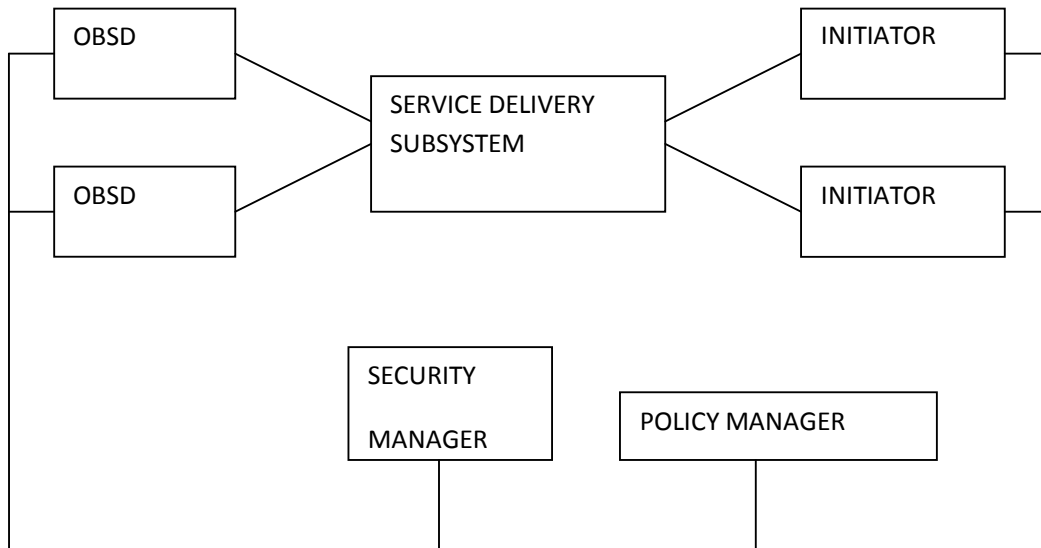 OBSD
INITIATOR
SERVICE DELIVERY
SUBSYSTEM
OBSD
INITIATOR
SECURITY
MANAGER
POLICY MANAGER